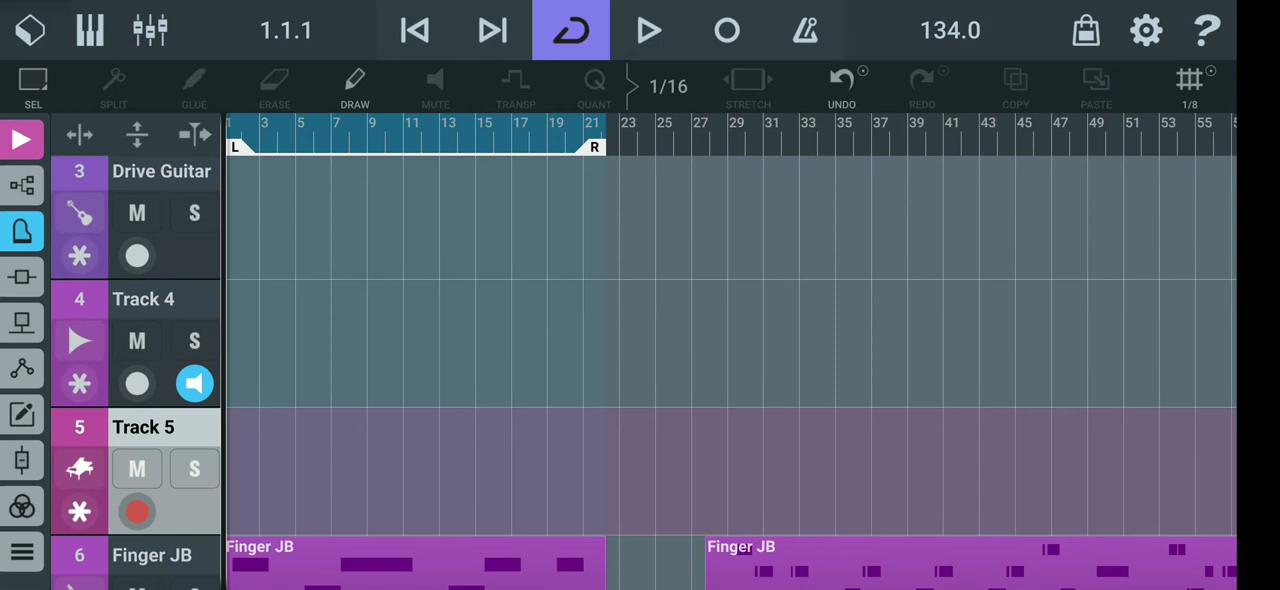 1.1.1
134.0
?
SEL
SPLIT
GLUE
ERASE
DRAW
MUTE
TRANSP
Q
QUANT
1/16
STRETCH
UNDO
REDO
COPY
PASTE
1/8
1 3 5 7 9 11 13 15 17 19 21 23 25 27 29 31 33 35 37 39 41 43 45 47 49 51 53 55
L R
3 Drive Guitar
M S
4 Track 4
M S
5 Track 5
M S
6 Finger JB
Finger JB
Finger JB